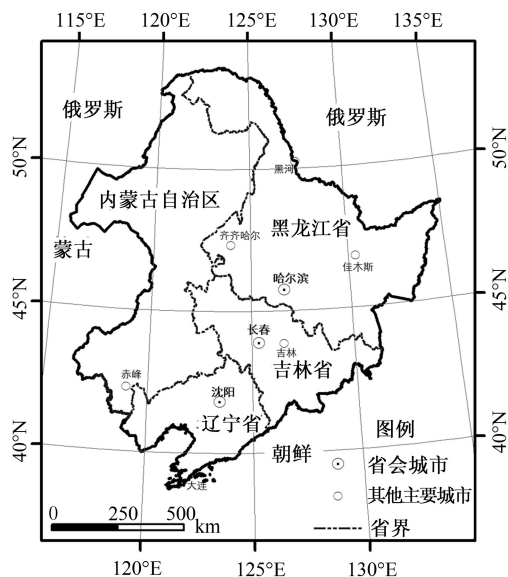 115°E 120°E 125°E 130°E 135°E
俄罗斯
俄罗斯
50°N
50°N
黑河
内蒙古自治区
黑龙江省
齐齐哈尔
蒙古
佳木斯
哈尔滨
45°N
45°N
长春
吉林
吉林省
赤峰
沈阳
辽宁省
图例
40°N
40°N
朝鲜
省会城市
大连
其他主要城市
0 250 500
km
省界
120°E 125°E 130°E